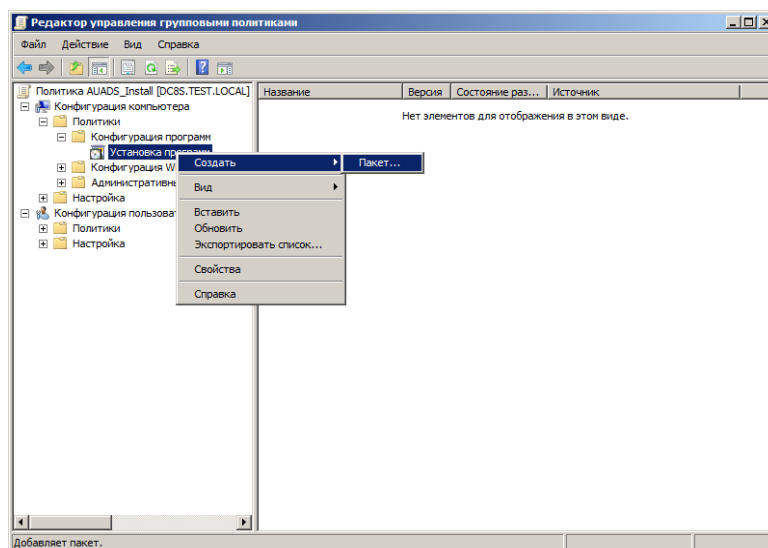 Редактор управления групповыми политиками
Файл Действие Вид Справка
Политика AUADS_Install [DC8S.TEST.LOCAL]
Конфигурация компьютера
Политики
Конфигурация программ
Установка программ
Конфигурация W
Административн
Настройка
Конфигурация пользоват
Политики
Настройка
Название Версия Состояние раз... Источник
Нет элементов для отображения в этом виде.
Создать Пакет...
Вид
Вставить
Обновить
Экспортировать список...
Свойства
Справка
Добавляет пакет.